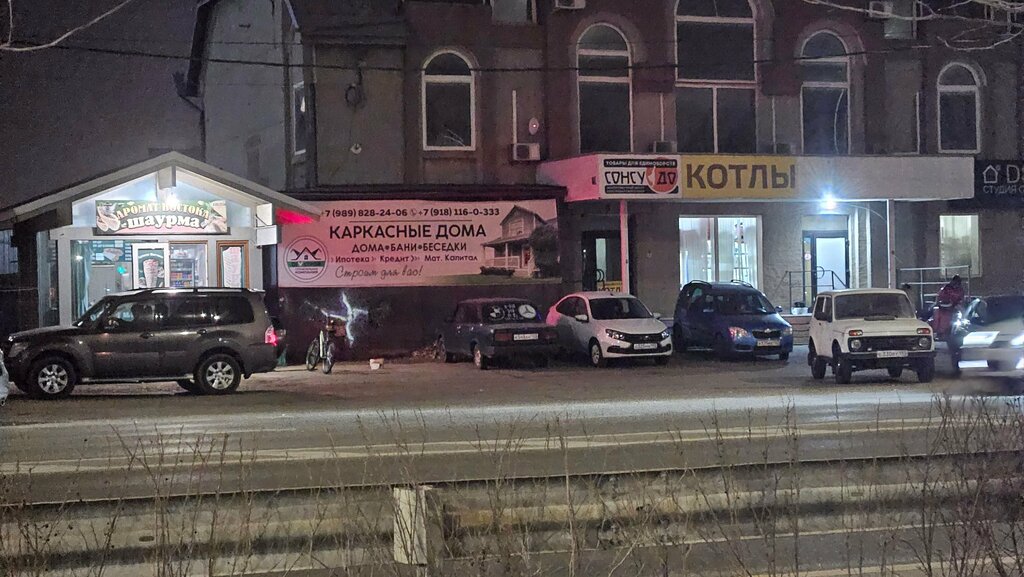 АРОМАТ ВОСТОКА
ШАУРМА
+7 (989) 828-24-06 +7 (918) 116-0-333
КАРКАСНЫЕ ДОМА
ДОМА•БАНИ•БЕСЕДКИ
Ипотека Кредит Мат. Капитал
Строим для вас!
ТОВАРЫ ДЛЯ ЕДИНОБОРСТВ
СОНСУ ДО
КОТЛЫ
СТУДИЯ